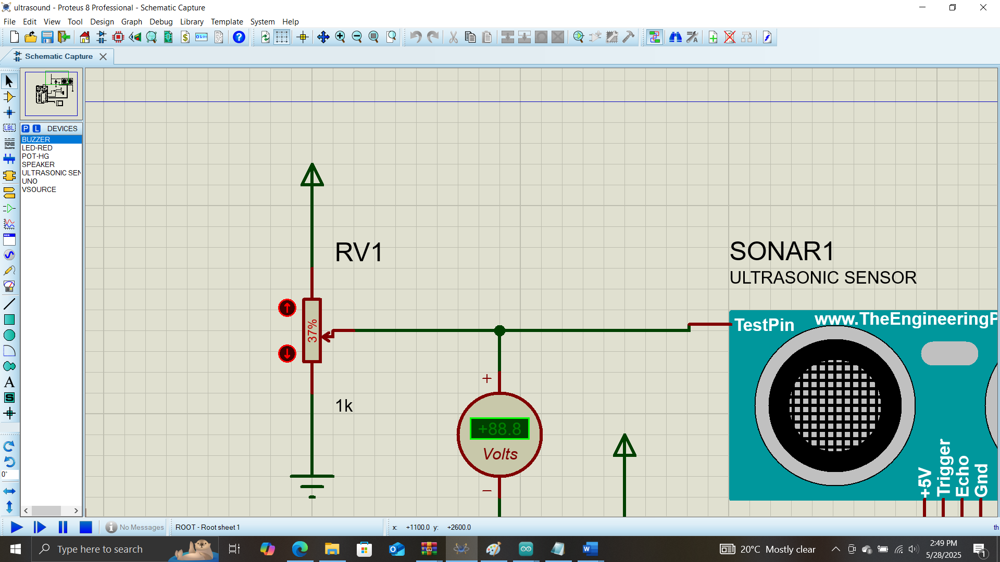 ultrasound - Proteus 8 Professional - Schematic Capture
File Edit View Tool Design Graph Debug Library Template System Help
Schematic Capture
P L DEVICES
BUZZER
LED-RED
POT-HG
SPEAKER
ULTRASONIC SEN
UNO
VSOURCE
LBL
A
S
0°
RV1
37%
1k
+
+88.8
Volts
−
SONAR1
ULTRASONIC SENSOR
TestPin
www.TheEngineeringP
+5V
Trigger
Echo
Gnd
No Messages
ROOT - Root sheet 1
x: +1100.0 y: +2600.0
th
Type here to search
20°C Mostly clear
2:49 PM
5/28/2025
1